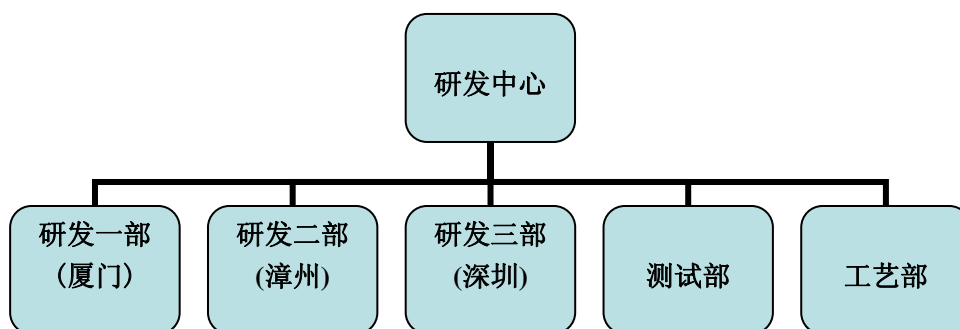 研发中心
研发一部
（厦门）
研发二部
(漳州)
研发三部
(深圳)
测试部
工艺部